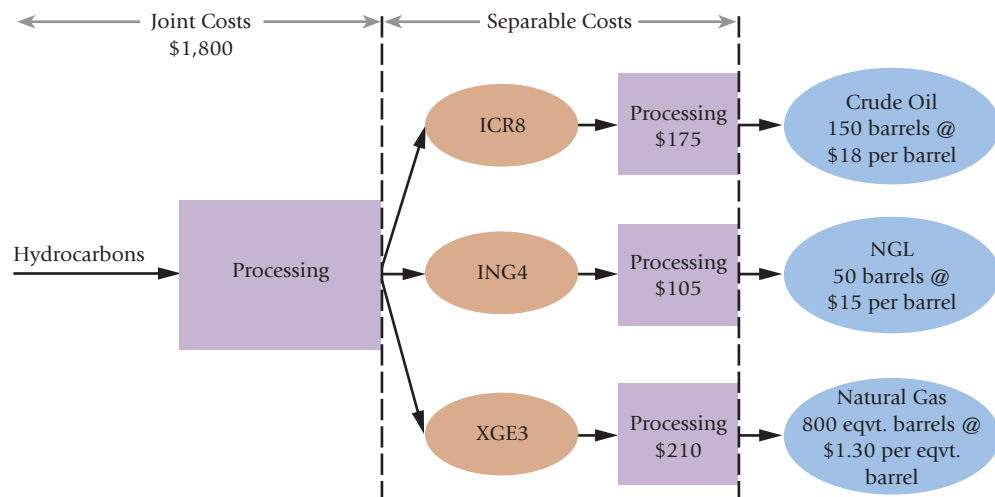 Joint Costs
$1,800
Separable Costs
ICR8
Processing
$175
Crude Oil
150 barrels @
$18 per barrel
Hydrocarbons
Processing
ING4
Processing
$105
NGL
50 barrels @
$15 per barrel
XGE3
Processing
$210
Natural Gas
800 eqvt. barrels @
$1.30 per eqvt.
barrel